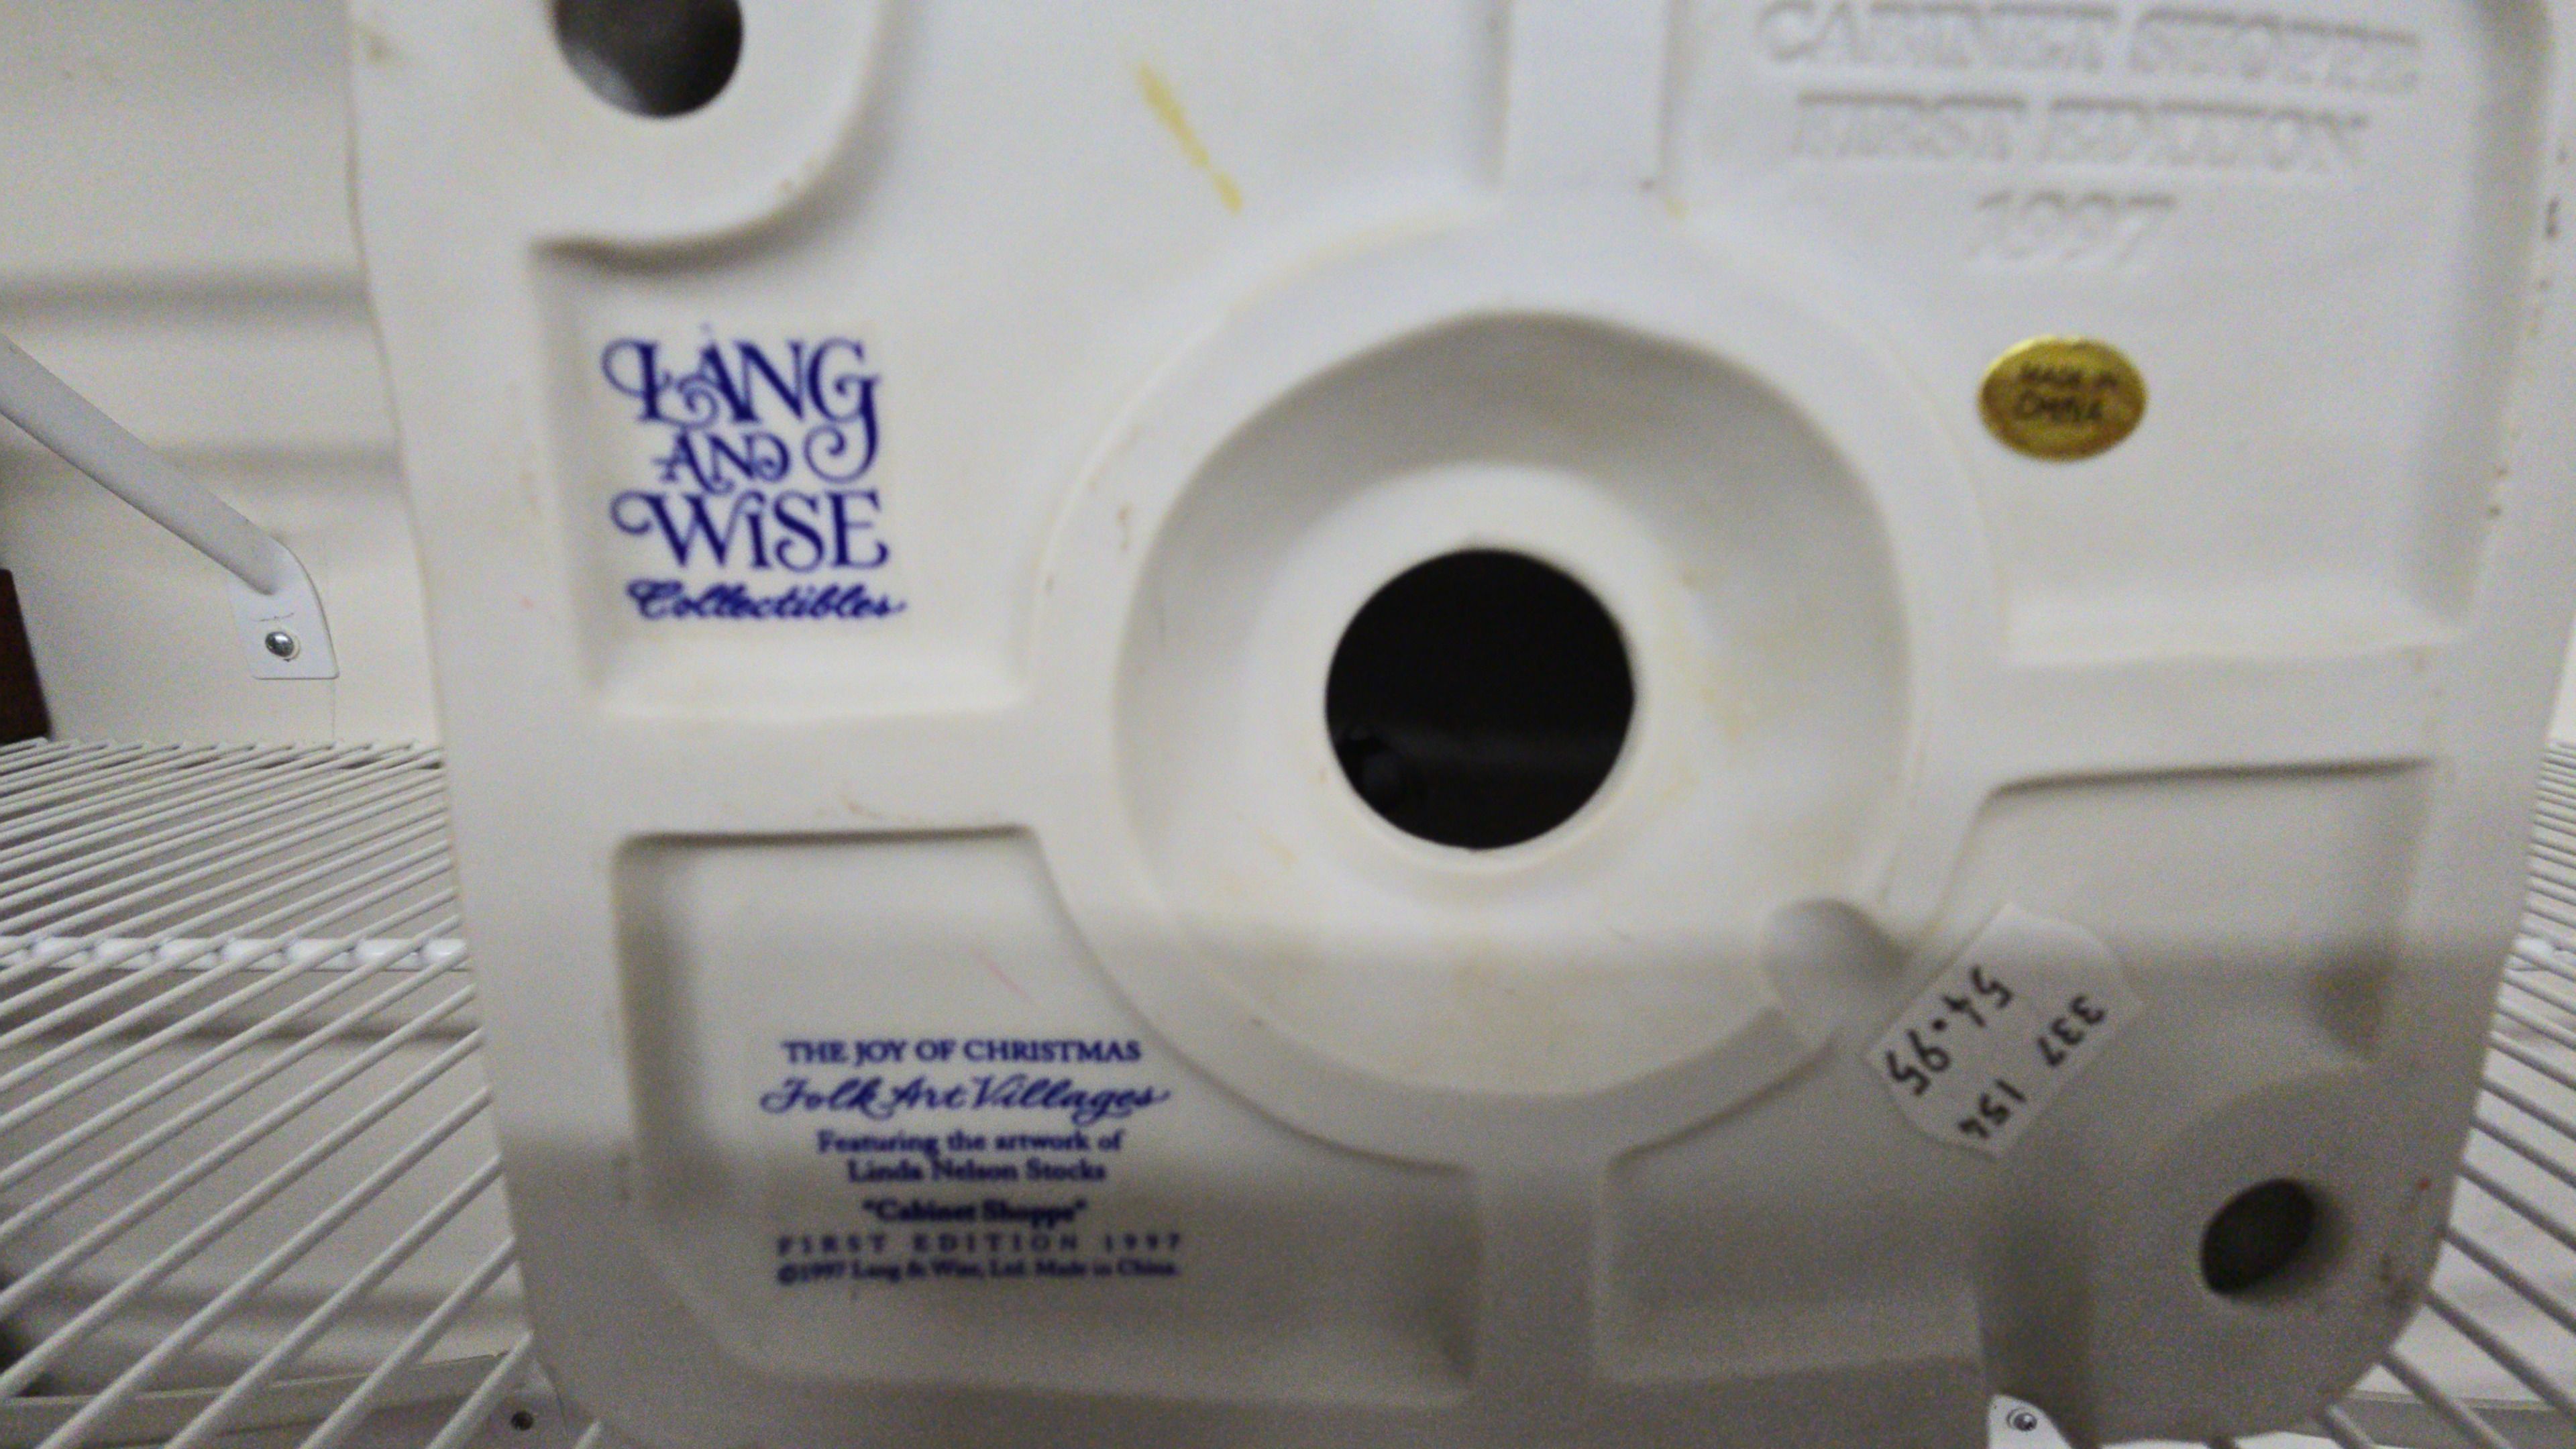 CABINET SHOPPE
FIRST EDITION
1997
LANG
AND
WiSE
Collectibles
MADE IN
CHINA
THE JOY OF CHRISTMAS
Folk Art Villages
Featuring the artwork of
Linda Nelson Stocks
"Cabinet Shoppe"
FIRST EDITION 1997
©1997 Lang & Wise, Ltd. Made in China.
54.95
337 154